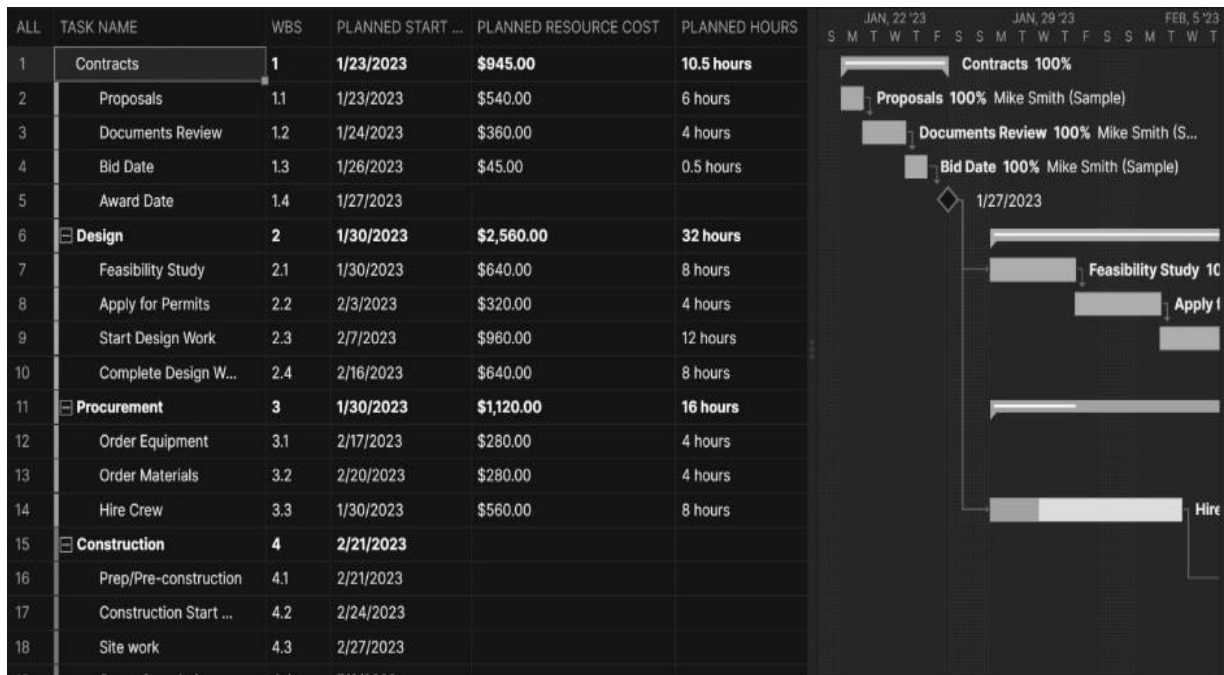 ALL TASK NAME WBS PLANNED START ... PLANNED RESOURCE COST PLANNED HOURS JAN, 22 '23 JAN, 29 '23 FEB, 5 '23
S M T W T F S S M T W T F S S M T W T
1 Contracts 1 1/23/2023 $945.00 10.5 hours Contracts 100%
2 Proposals 1.1 1/23/2023 $540.00 6 hours Proposals 100% Mike Smith (Sample)
3 Documents Review 1.2 1/24/2023 $360.00 4 hours Documents Review 100% Mike Smith (S...
4 Bid Date 1.3 1/26/2023 $45.00 0.5 hours Bid Date 100% Mike Smith (Sample)
5 Award Date 1.4 1/27/2023 1/27/2023
6 Design 2 1/30/2023 $2,560.00 32 hours
7 Feasibility Study 2.1 1/30/2023 $640.00 8 hours Feasibility Study 10
8 Apply for Permits 2.2 2/3/2023 $320.00 4 hours Apply
9 Start Design Work 2.3 2/7/2023 $960.00 12 hours
10 Complete Design W... 2.4 2/16/2023 $640.00 8 hours
11 Procurement 3 1/30/2023 $1,120.00 16 hours
12 Order Equipment 3.1 2/17/2023 $280.00 4 hours
13 Order Materials 3.2 2/20/2023 $280.00 4 hours
14 Hire Crew 3.3 1/30/2023 $560.00 8 hours Hire
15 Construction 4 2/21/2023
16 Prep/Pre-construction 4.1 2/21/2023
17 Construction Start ... 4.2 2/24/2023
18 Site work 4.3 2/27/2023